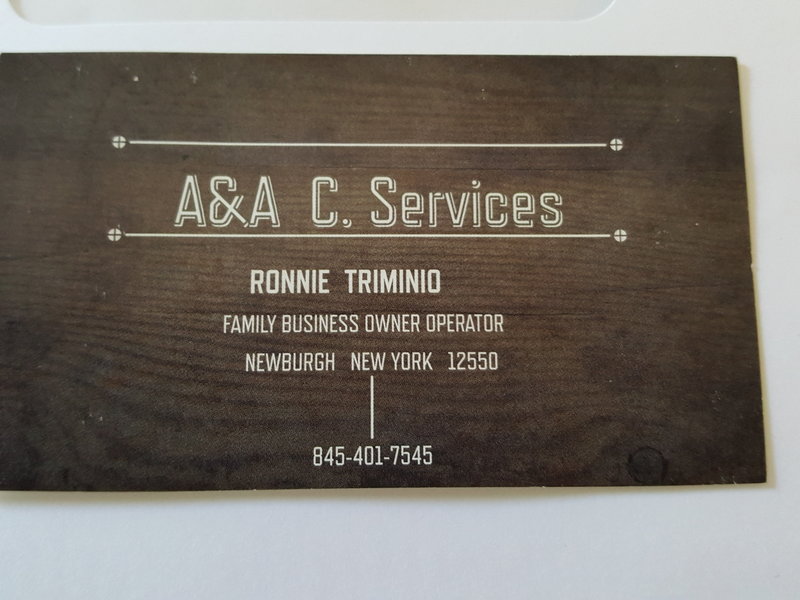 A&A C. Services
RONNIE TRIMINIO
FAMILY BUSINESS OWNER OPERATOR
NEWBURGH NEW YORK 12550
845-401-7545